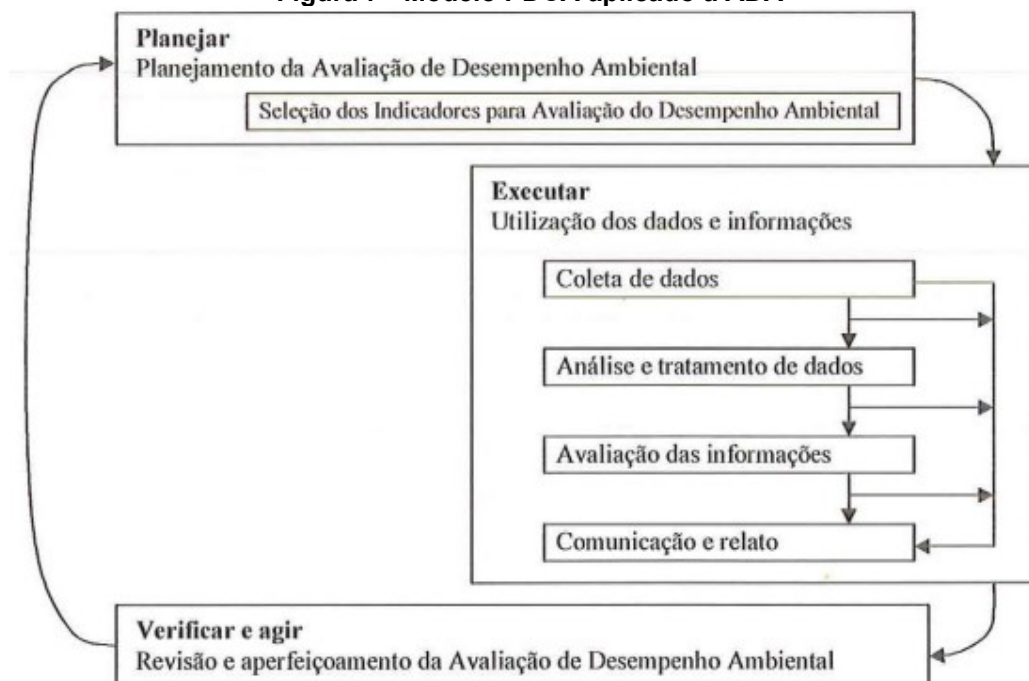 Planejar
Planejamento da Avaliação de Desempenho Ambiental
Seleção dos Indicadores para Avaliação do Desempenho Ambiental
Executar
Utilização dos dados e informações
Coleta de dados
Análise e tratamento de dados
Avaliação das informações
Comunicação e relato
Verificar e agir
Revisão e aperfeiçoamento da Avaliação de Desempenho Ambiental